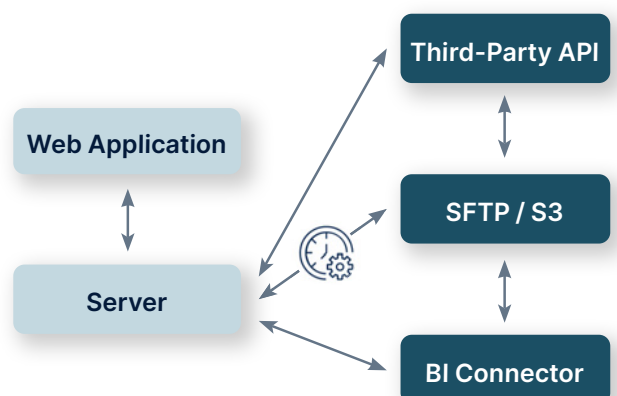 Third-Party API
Web Application
SFTP / S3
Server
BI Connector